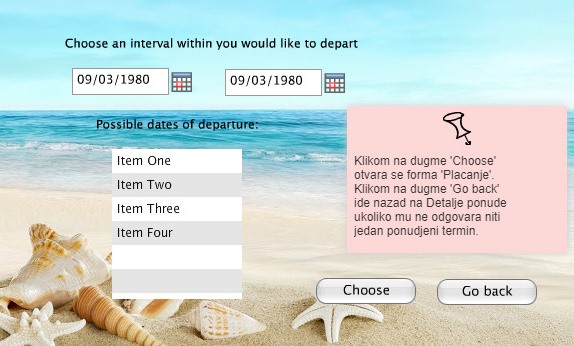 Choose an interval within you would like to depart
09/03/1980
09/03/1980
Possible dates of departure:
Item One
Item Two
Item Three
Item Four
Klikom na dugme 'Choose'
otvara se forma 'Placanje'.
Klikom na dugme 'Go back'
ide nazad na Detalje ponude
ukoliko mu ne odgovara niti
jedan ponudjeni termin.
Choose
Go back